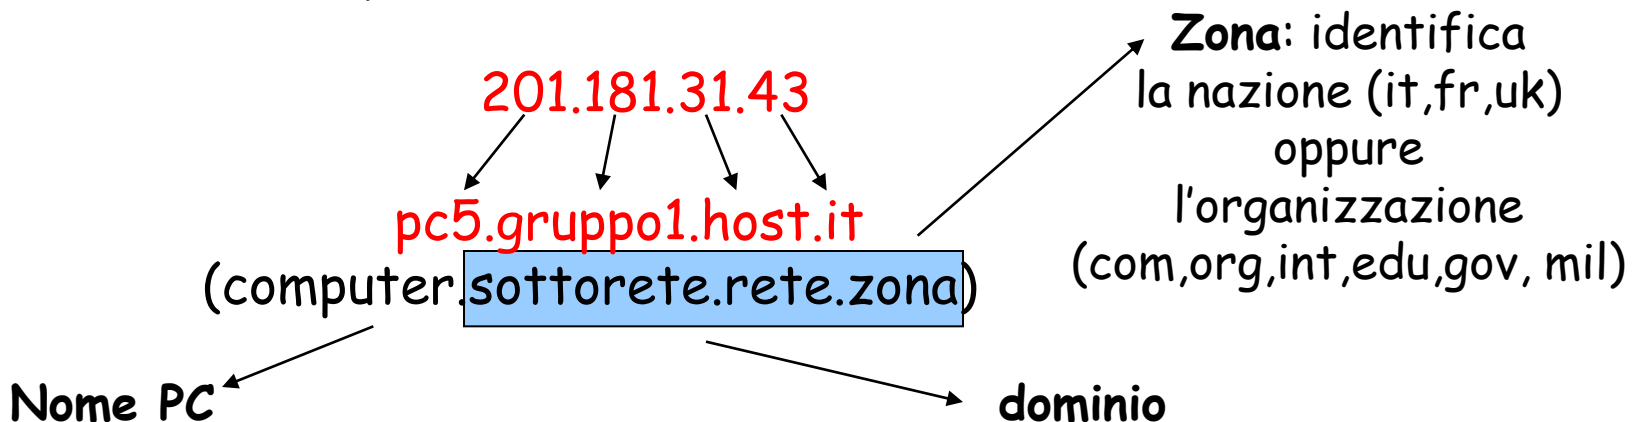 Zona: identifica
la nazione (it,fr,uk)
oppure
l'organizzazione
(com,org,int,edu,gov, mil)
201.181.31.43
pc5.gruppo1.host.it
(computer.sottorete.rete.zona)
Nome PC
dominio